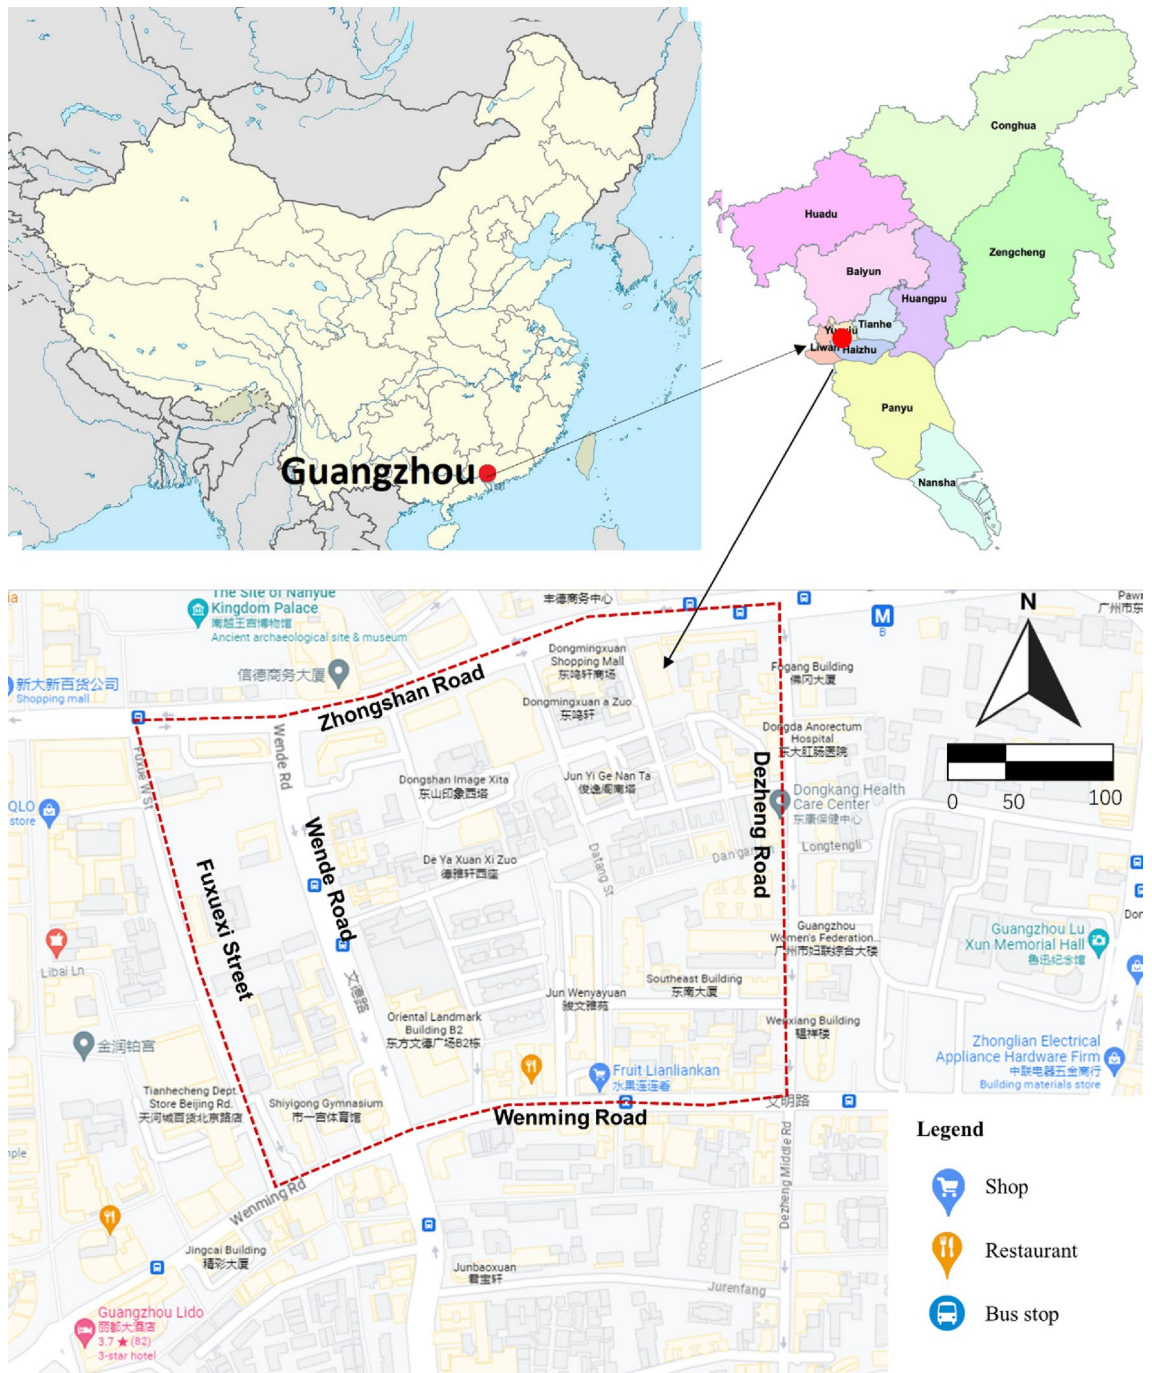 Guangzhou
Conghua
Huadu
Zengcheng
Baiyun
Huangpu
Tianhe
Liwan
Haizhu
Panyu
Nansha
ia
The Site of Nanyue
Kingdom Palace
南越王宫博物馆
Ancient archaeological site & museum
丰德商务中心
M
B
Pawn
广州市东
N
信德商务大厦
新大新百货公司
Shopping mall
Zhongshan Road
Dongmingxuan
Shopping Mall
东鸣轩商场
Dongmingxuan a Zuo
东鸣轩
Fogang Building
佛冈大厦
Dongda Anorectum
Hospital
东大肛肠医院
Fuxue W St
Wende Rd
Dongshan Image Xita
东山印象西塔
Jun Yi Ge Nan Ta
俊逸阁南塔
Dezheng Road
Dongkang Health
Care Center
东康保健中心
0 50 100
QLO
store
Wende Road
De Ya Xuan Xi Zuo
德雅轩西座
Datang St
Longtengli
Fuxuexi Street
Guangzhou
Women's Federation...
广州市妇联综合大楼
Guangzhou Lu
Xun Memorial Hall
鲁迅纪念馆
Don
Libai Ln
文德路
Southeast Building
东南大厦
Jun Wenyayuan
骏文雅苑
Oriental Landmark
Building B2
东方文德广场B2栋
Wenxiang Building
金润铂宫
Fruit Lianliankan
水果连连看
Zhonglian Electrical
Appliance Hardware Firm
中联电器五金商行
Building materials store
Tianhecheng Dept.
Store Beijing Rd.
天河城百货北京路店
Shiyigong Gymnasium
市一宫体育馆
Wenming Road
文明路
Wenming Rd
Dezheng Middle Rd
Jingcai Building
精彩大厦
Junbaoxuan
君宝轩
Jurenfang
Guangzhou Lido
丽都大酒店
3.7 ★ (82)
3-star hotel
Legend
Shop
Restaurant
Bus stop